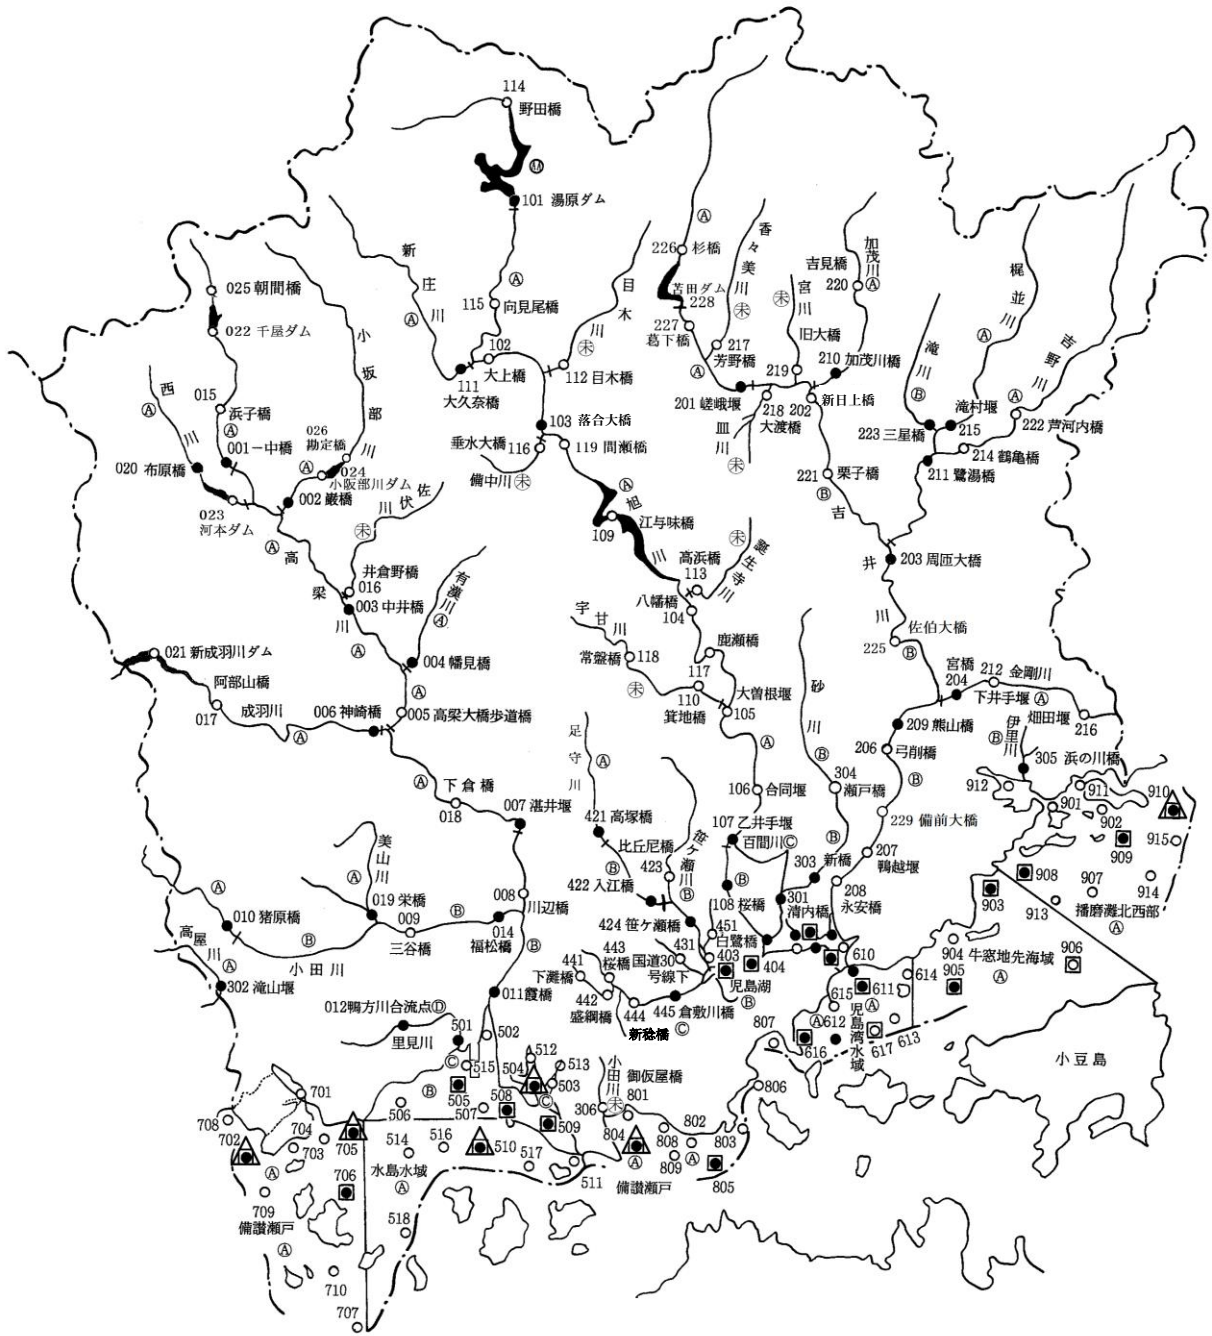 114
野田橋
Ⓜ
101 湯原ダム
新庄川
Ⓐ
Ⓐ
115 向見尾橋
目木川
㊍
102
大上橋
111
大久奈橋
112 目木橋
103 落合大橋
垂水大橋
116
119 間瀬橋
備中川
Ⓐ
226 杉橋
苫田ダム
228
227
葛下橋
香々美川
217
芳野橋
Ⓐ
宮川
旧大橋
219
吉見橋
220
加茂川Ⓐ
210 加茂川橋
201 嵯峨堰
218
大渡橋
皿川
202
新日上橋
滝川
Ⓑ
223 三星橋
梶並川
Ⓐ
滝村堰
215
吉野川
Ⓐ
222 芦河内橋
214 鶴亀橋
211 鷺湯橋
025 朝間橋
022 千屋ダム
小坂部川
西川
Ⓐ
015
浜子橋
Ⓐ
001一中橋
026
勘定橋
024
小阪部川ダム
Ⓐ
020 布原橋
002 巌橋
023
河本ダム
Ⓐ
高梁川
佐伏川
井倉野橋
016
003 中井橋
有漢川
Ⓐ
Ⓐ
004 幡見橋
021 新成羽川ダム
阿部山橋
017
成羽川
Ⓐ
006 神崎橋
Ⓐ
005 高梁大橋歩道橋
Ⓐ
下倉橋
018
007 湛井堰
109
江与味橋
Ⓐ
旭川
高浜橋
113
誕生寺川
八幡橋
104
宇甘川
常盤橋
118
鹿瀬橋
117
110
箕地橋
大曽根堰
105
Ⓐ
221
栗子橋
Ⓑ
吉井川
203 周匝大橋
佐伯大橋
225
Ⓑ
宮橋
204
212 金剛川
下井手堰
Ⓐ
209 熊山橋
206 弓削橋
Ⓑ
畑田堰
216
伊里川
Ⓑ
305 浜の川橋
砂川
Ⓑ
304
瀬戸橋
229 備前大橋
足守川
Ⓐ
421 高塚橋
比丘尼橋
423
Ⓑ
422 入江橋
笹ヶ瀬川
Ⓑ
106 合同堰
107 乙井手堰
百間川Ⓒ
Ⓑ
108 桜橋
Ⓑ
303 新橋
301
207
鴨越堰
208
永安橋
清内橋
424 笹ヶ瀬橋
451
白鷺橋
403
404
431
国道30号線下
443
桜橋
441
下灘橋
442
盛綱橋
444
新稔橋
445 倉敷川橋
Ⓒ
児島湖
Ⓑ
美山川
Ⓐ
019 栄橋
009
三谷橋
Ⓑ
008
川辺橋
014
福松橋
Ⓑ
Ⓐ
010 猪原橋
Ⓑ
小田川
高屋川
Ⓐ
302 滝山堰
011霞橋
012鴨方川合流点Ⓓ
里見川
501
502
Ⓒ
515
505
Ⓑ
506
507
512
504
513
503
Ⓒ
508
509
510
511
514
516
517
518
水島水域
Ⓐ
小田川
306
御仮屋橋
801
802
803
804
805
806
807
808
809
Ⓐ
備讃瀬戸
701
702
703
704
705
706
707
708
709
710
Ⓐ
備讃瀬戸
Ⓐ
610
611
612
613
614
615
616
617
Ⓐ
Ⓐ
児島湾水域
901
902
903
904
905
906
907
908
909
910
911
912
913
914
915
播磨灘北西部
Ⓐ
牛窓地先海域
Ⓐ
小豆島